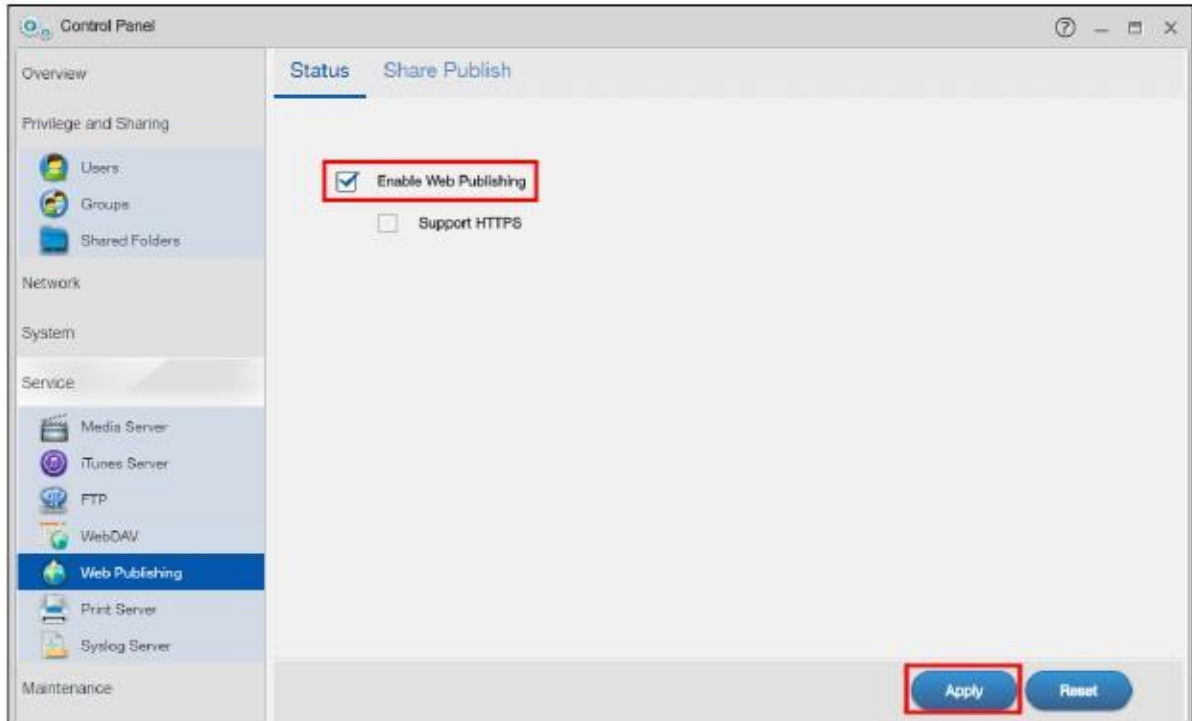 Control Panel
Overview
Privilege and Sharing
Users
Groups
Shared Folders
Network
System
Service
Media Server
iTunes Server
FTP
WebDAV
Web Publishing
Print Server
Syslog Server
Maintenance
Status Share Publish
Enable Web Publishing
Support HTTPS
Apply Reset